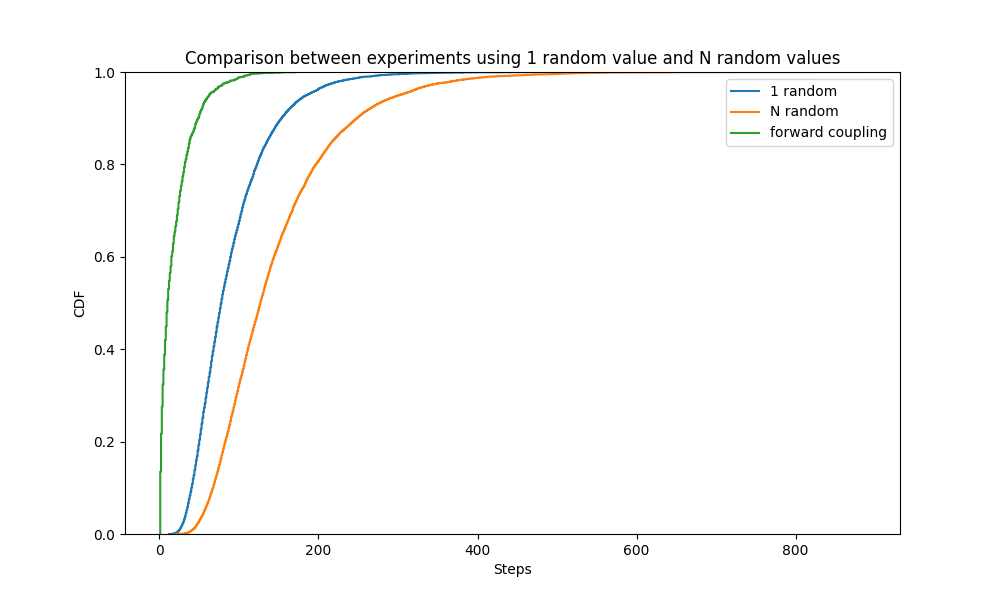 Comparison between experiments using 1 random value and N random values
1.0
0.8
0.6
0.4
0.2
0.0
CDF
1 random
N random
forward coupling
0 200 400 600 800
Steps